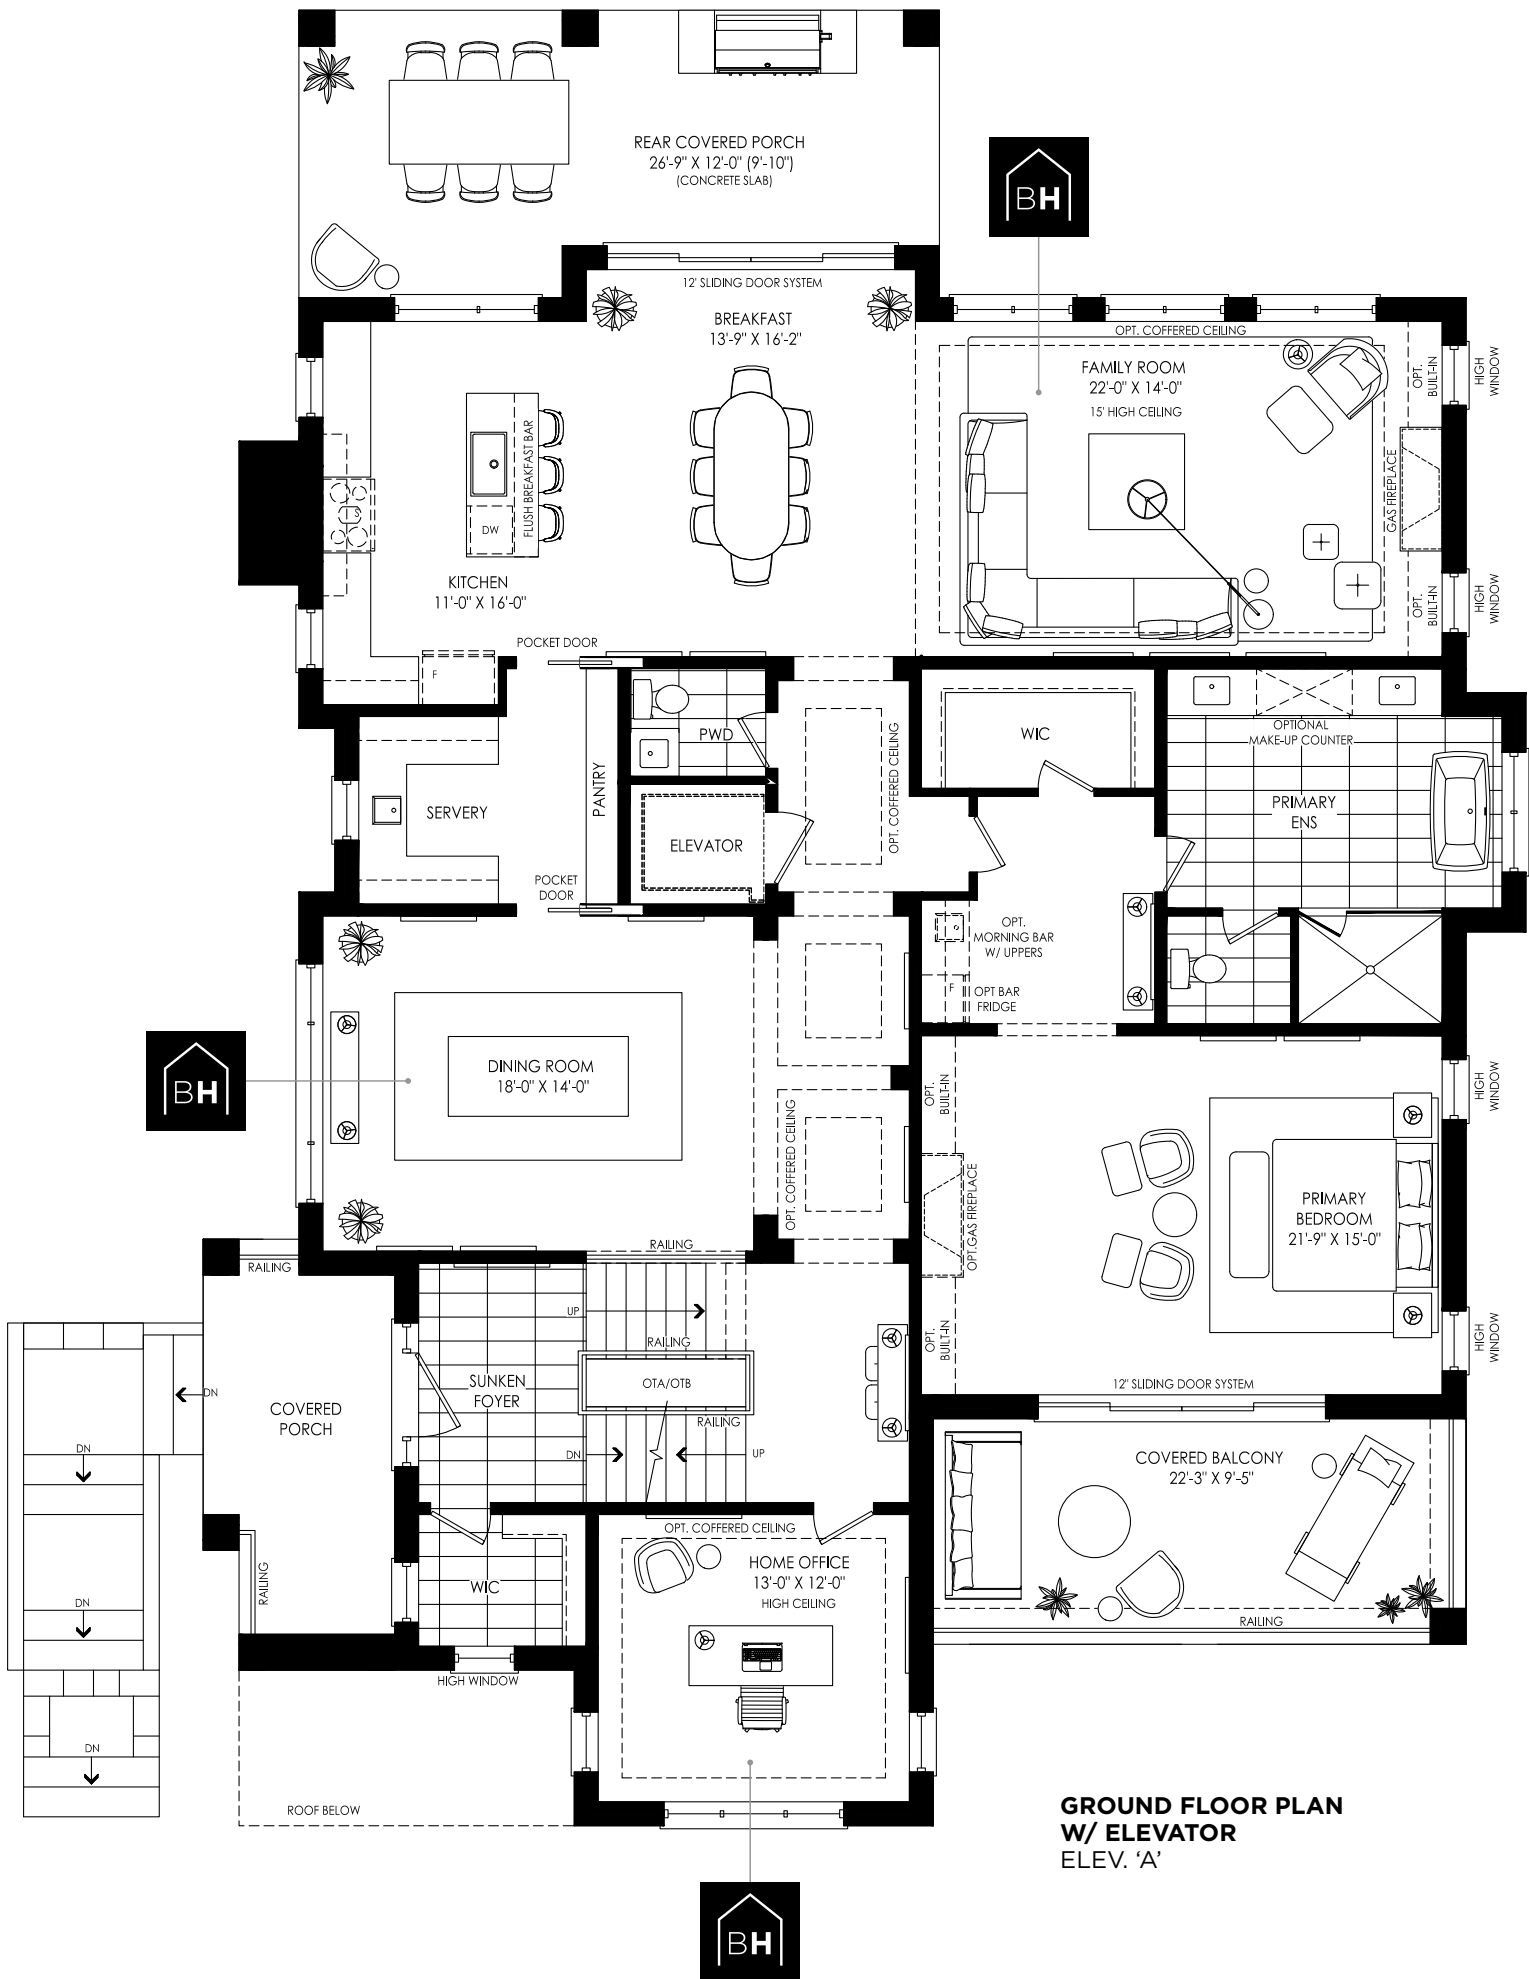 REAR COVERED PORCH
26'-9" X 12'-0" (9'-10")
(CONCRETE SLAB)
BH
12' SLIDING DOOR SYSTEM
BREAKFAST
13'-9" X 16'-2"
OPT. COFFERED CEILING
FAMILY ROOM
22'-0" X 14'-0"
15' HIGH CEILING
OPT.
BUILT-IN
HIGH
WINDOW
FLUSH BREAKFAST BAR
DW
GAS FIREPLACE
KITCHEN
11'-0" X 16'-0"
OPT.
BUILT-IN
HIGH
WINDOW
POCKET DOOR
F
PWD
OPT. COFFERED CEILING
WIC
OPTIONAL
MAKE-UP COUNTER
SERVERY
PANTRY
ELEVATOR
PRIMARY
ENS
POCKET
DOOR
OPT.
MORNING BAR
W/ UPPERS
F
OPT BAR
FRIDGE
DINING ROOM
18'-0" X 14'-0"
BH
OPT. COFFERED CEILING
OPT.
BUILT-IN
HIGH
WINDOW
OPT.GAS FIREPLACE
PRIMARY
BEDROOM
21'-9" X 15'-0"
RAILING
RAILING
UP
RAILING
OPT.
BUILT-IN
HIGH
WINDOW
SUNKEN
FOYER
OTA/OTB
12" SLIDING DOOR SYSTEM
DN
COVERED
PORCH
RAILING
DN
DN
UP
COVERED BALCONY
22'-3" X 9'-5"
OPT. COFFERED CEILING
HOME OFFICE
13'-0" X 12'-0"
HIGH CEILING
RAILING
WIC
DN
RAILING
HIGH WINDOW
DN
ROOF BELOW
GROUND FLOOR PLAN
W/ ELEVATOR
ELEV. ‘A’
BH